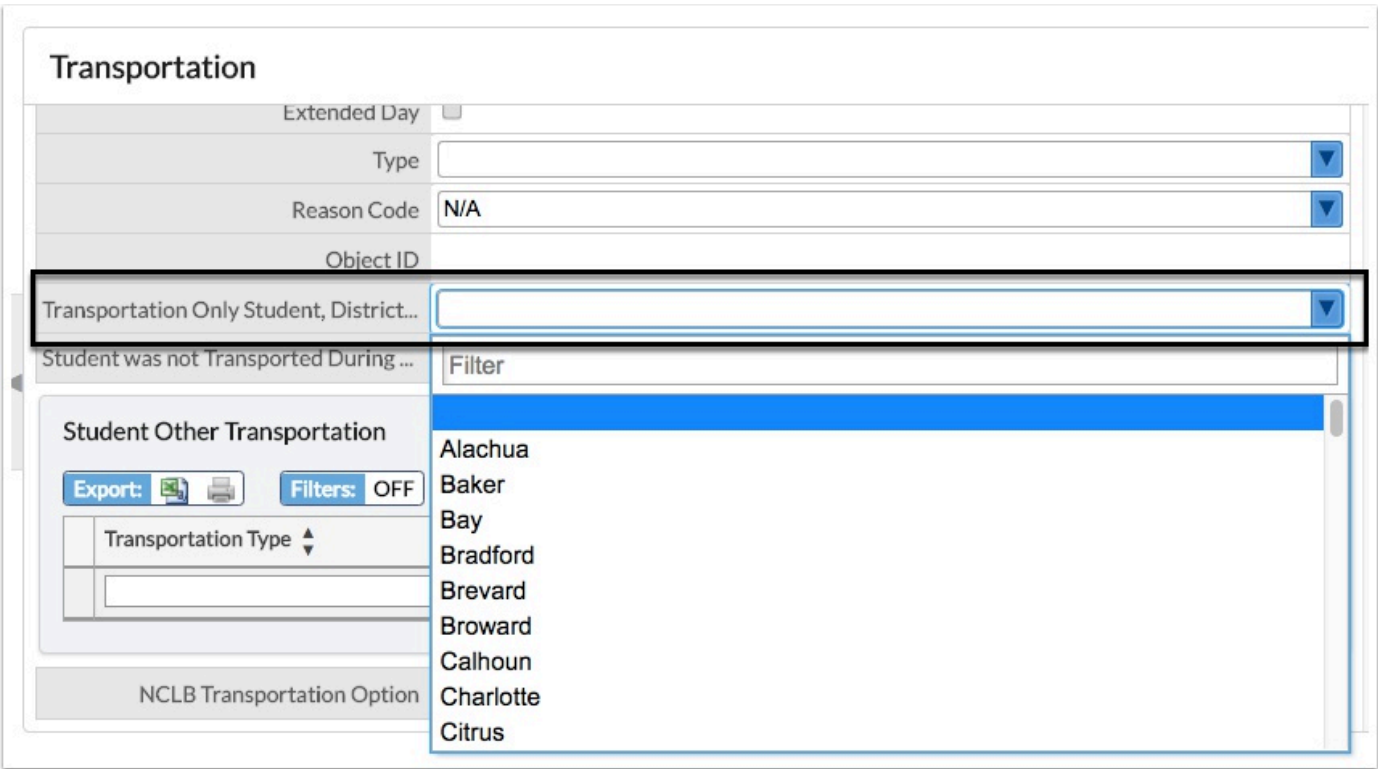 Transportation
Extended Day
Type
Reason Code N/A
Object ID
Transportation Only Student, District...
Student was not Transported During ...
Filter
Student Other Transportation
Export: Filters: OFF
Transportation Type
Alachua
Baker
Bay
Bradford
Brevard
Broward
Calhoun
Charlotte
Citrus
NCLB Transportation Option